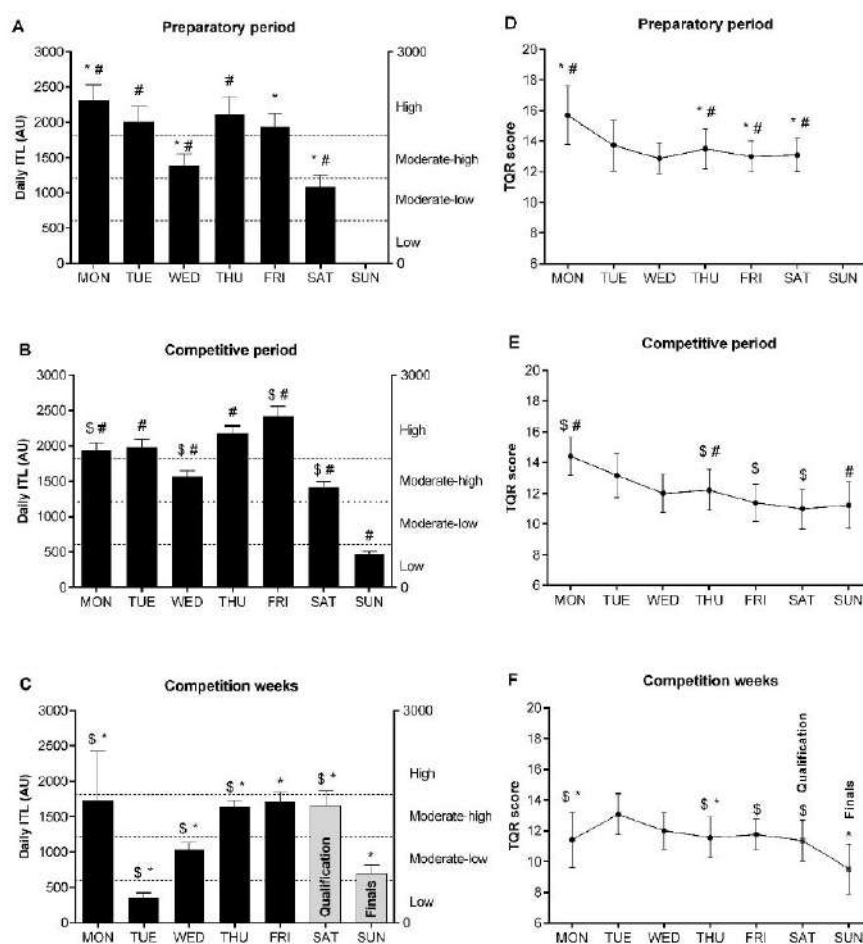 A
Preparatory period
3000
2500
2000
1500
1000
500
0
Daily ITL (AU)
* #
#
* #
#
*
* #
3000
High
Moderate-high
Moderate-low
Low
0
MON TUE WED THU FRI SAT SUN
D
Preparatory period
20
18
16
14
12
10
8
6
TQR score
* #
* #
* #
* #
MON TUE WED THU FRI SAT SUN
B
Competitive period
3000
2500
2000
1500
1000
500
0
Daily ITL (AU)
$ #
#
$ #
#
$ #
$ #
#
3000
High
Moderate-high
Moderate-low
Low
0
MON TUE WED THU FRI SAT SUN
E
Competitive period
20
18
16
14
12
10
8
6
TQR score
$ #
$ #
$
$
#
MON TUE WED THU FRI SAT SUN
C
Competition weeks
3000
2500
2000
1500
1000
500
0
Daily ITL (AU)
$ *
$ *
$ *
$ *
*
$ *
*
Qualification
Finals
3000
High
Moderate-high
Moderate-low
Low
0
MON TUE WED THU FRI SAT SUN
F
Competition weeks
20
18
16
14
12
10
8
6
TQR score
$ *
$ *
$
$
*
Qualification
Finals
MON TUE WED THU FRI SAT SUN